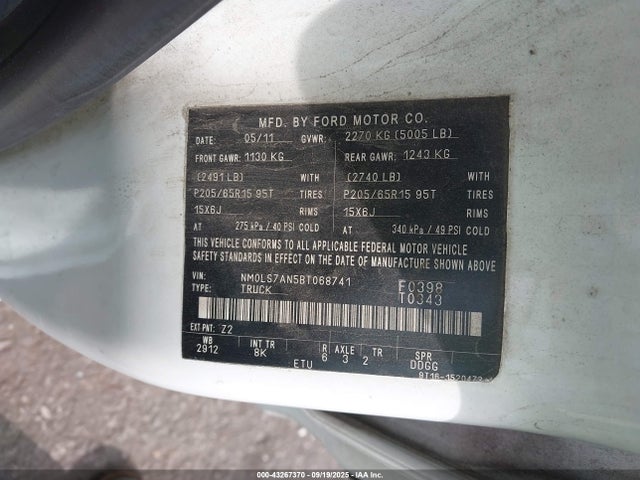 MFD. BY FORD MOTOR CO.
DATE: 05/11 GVWR: 2270 KG (5005 LB)
FRONT GAWR: 1130 KG REAR GAWR: 1243 KG
(2491 LB) WITH (2740 LB) WITH
P205/65R15 95T TIRES P205/65R15 95T TIRES
15X6J RIMS 15X6J RIMS
AT 275 kPa / 40 PSI COLD AT 340 kPa / 49 PSI COLD
THIS VEHICLE CONFORMS TO ALL APPLICABLE FEDERAL MOTOR VEHICLE
SAFETY STANDARDS IN EFFECT ON THE DATE OF MANUFACTURE SHOWN ABOVE
VIN: NM0LS7AN5BT068741 F0398
TYPE: TRUCK T0343
EXT PNT: Z2
WB INT TR R AXLE TR SPR
2912 8K 6 3 2 DDGG
ETU 9T16-1520472
000-43267370 - 09/19/2025 - IAAI.COM